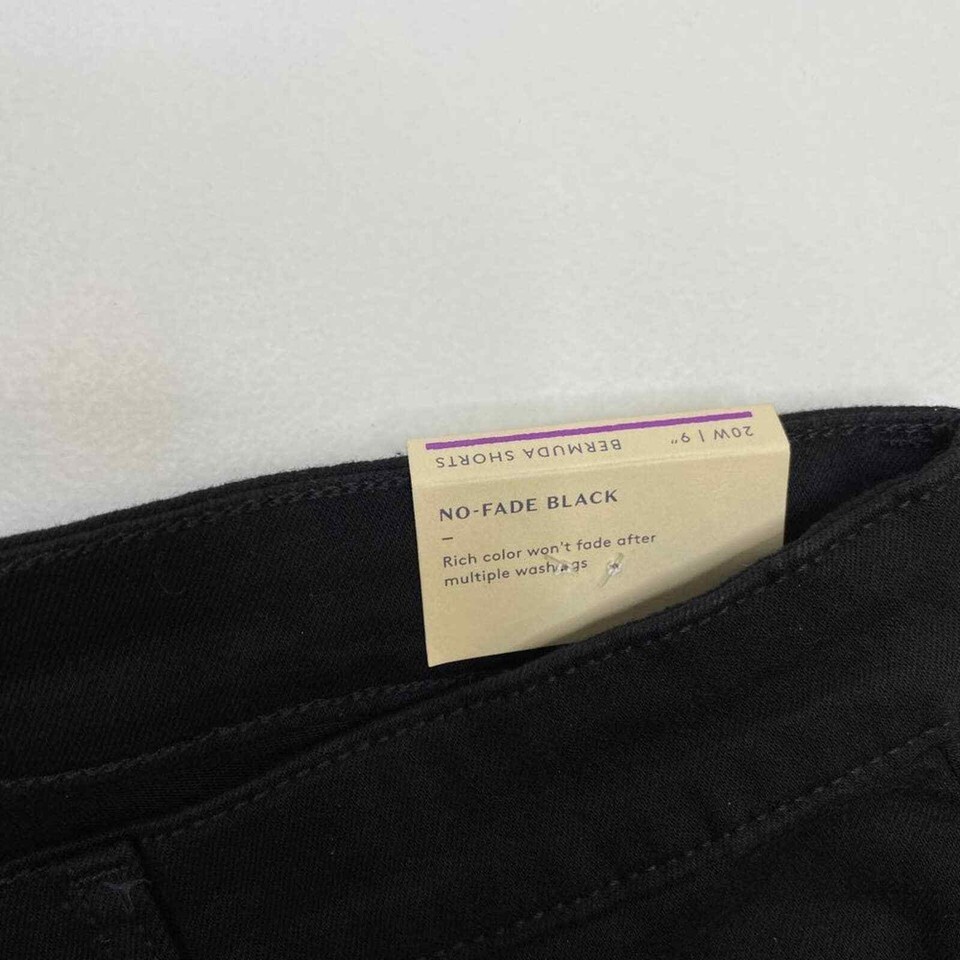 BERMUDA SHORTS 20W | 9"
NO-FADE BLACK
–
Rich color won't fade after
multiple washings